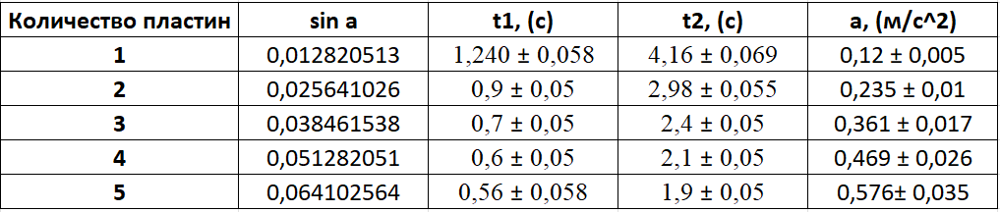 Количество пластин sin a t1, (с) t2, (с) a, (м/с^2)
1 0,012820513 1,240 ± 0,058 4,16 ± 0,069 0,12 ± 0,005
2 0,025641026 0,9 ± 0,05 2,98 ± 0,055 0,235 ± 0,01
3 0,038461538 0,7 ± 0,05 2,4 ± 0,05 0,361 ± 0,017
4 0,051282051 0,6 ± 0,05 2,1 ± 0,05 0,469 ± 0,026
5 0,064102564 0,56 ± 0,058 1,9 ± 0,05 0,576± 0,035